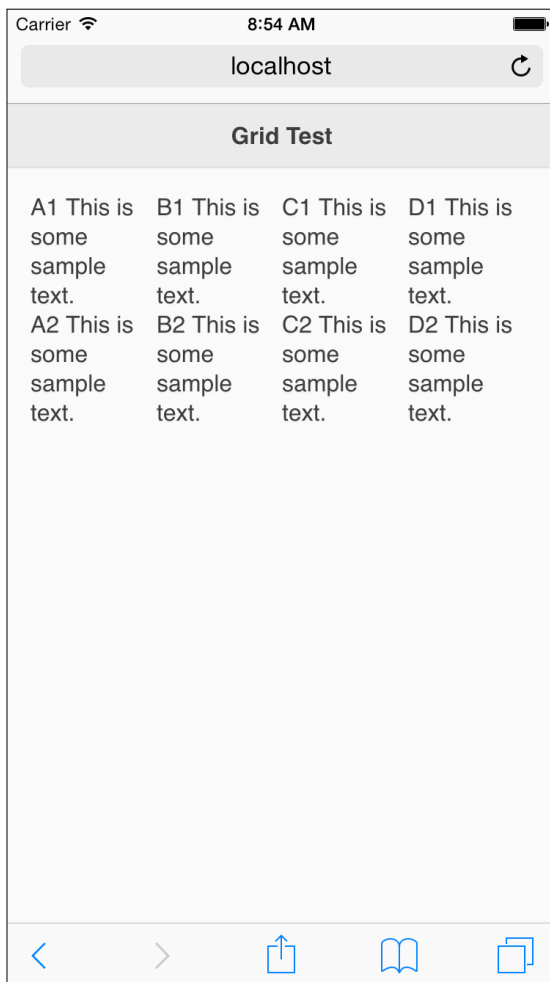 Carrier 8:54 AM
localhost
Grid Test
A1 This is B1 This is C1 This is D1 This is
some some some some
sample sample sample sample
text. text. text. text.
A2 This is B2 This is C2 This is D2 This is
some some some some
sample sample sample sample
text. text. text. text.